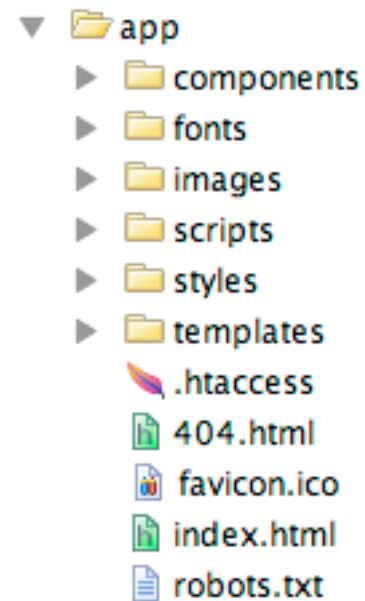 app
components
fonts
images
scripts
styles
templates
.htaccess
404.html
favicon.ico
index.html
robots.txt